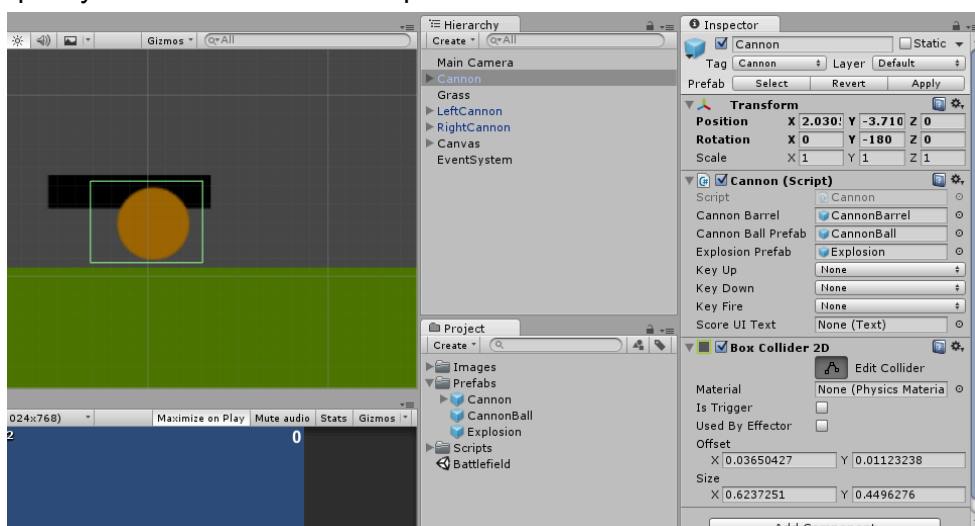 Gizmos
All
Hierarchy
Create
All
Main Camera
Cannon
Grass
LeftCannon
RightCannon
Canvas
EventSystem
Inspector
Cannon
Static
Tag Cannon Layer Default
Prefab Select Revert Apply
Transform
Position X 2.030 Y -3.710 Z 0
Rotation X 0 Y -180 Z 0
Scale X 1 Y 1 Z 1
Cannon (Script)
Script Cannon
Cannon Barrel CannonBarrel
Cannon Ball Prefab CannonBall
Explosion Prefab Explosion
Key Up None
Key Down None
Key Fire None
Score UI Text None (Text)
Box Collider 2D
Edit Collider
Material None (Physics Materia
Is Trigger
Used By Effector
Offset
X 0.03650427 Y 0.01123238
Size
X 0.6237251 Y 0.4496276
Project
Create
Images
Prefabs
Cannon
CannonBall
Explosion
Scripts
Battlefield
024x768) Maximize on Play Mute audio Stats Gizmos
2 0